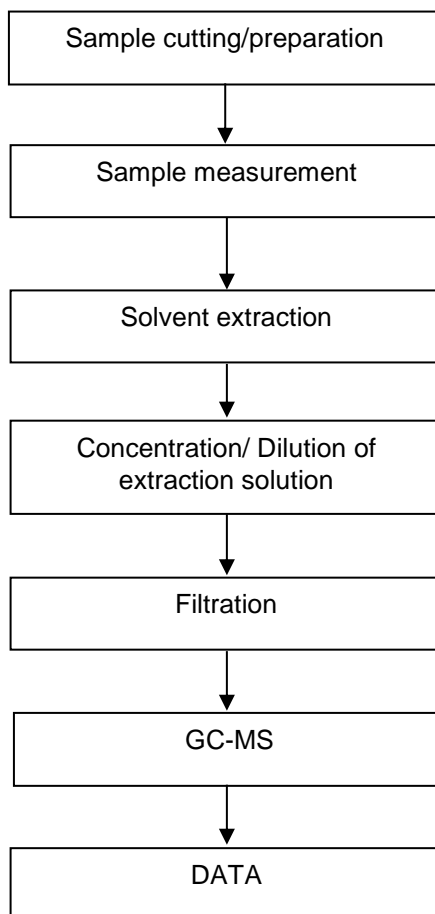 Sample cutting/preparation
Sample measurement
Solvent extraction
Concentration/ Dilution of
extraction solution
Filtration
GC-MS
DATA